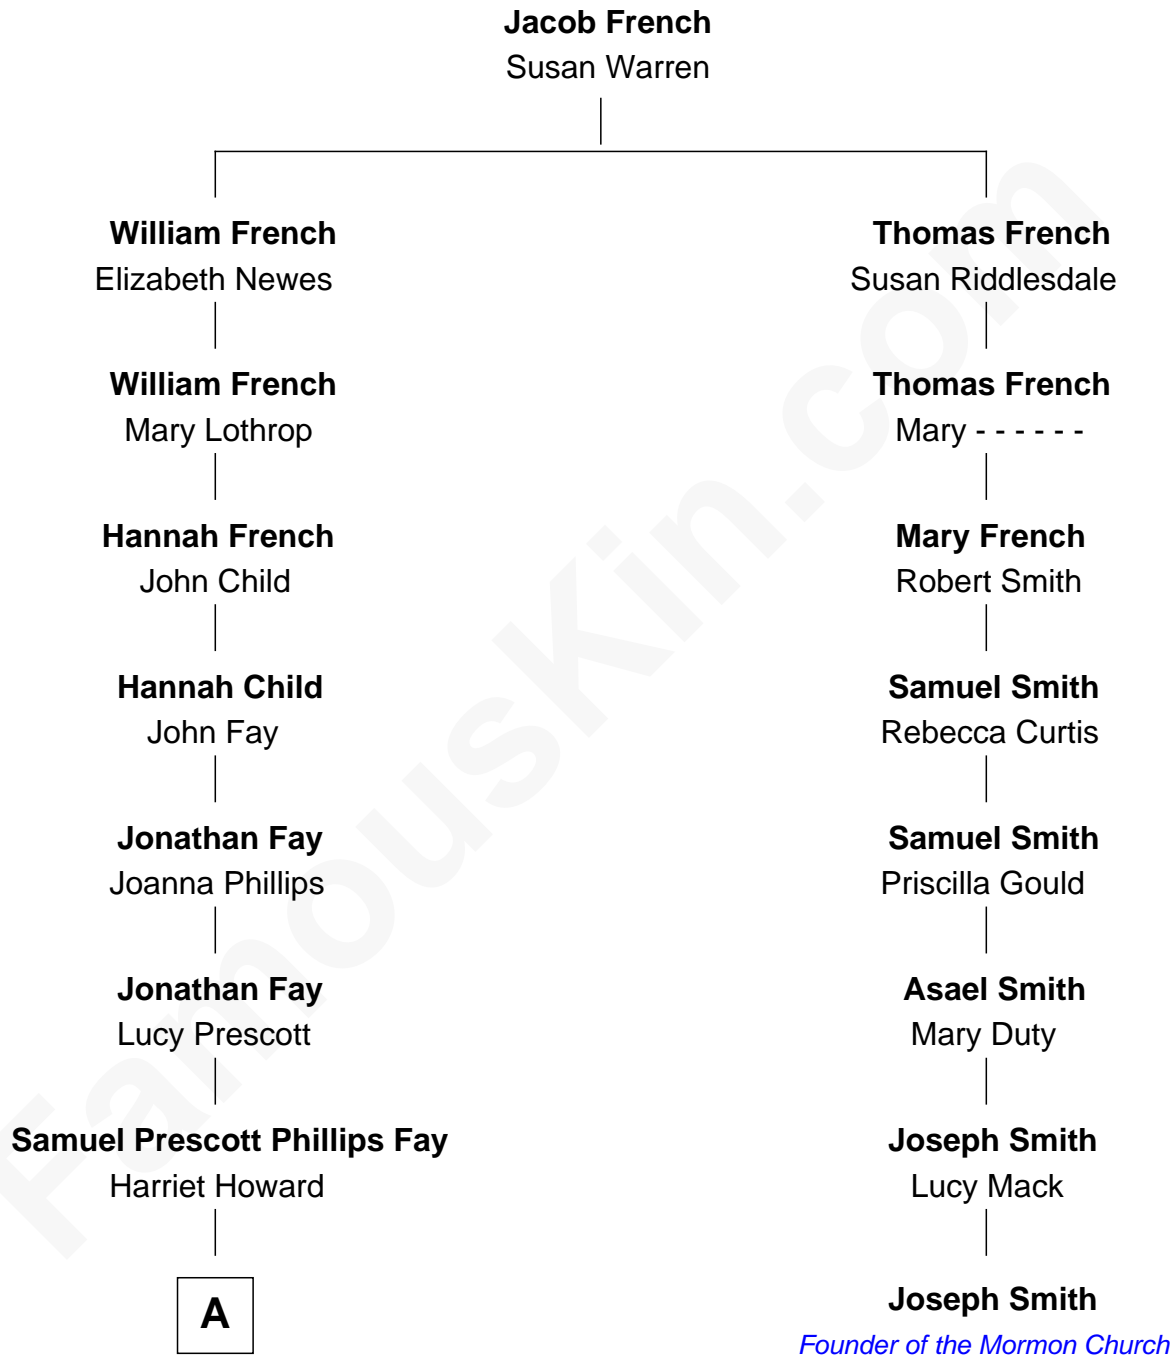 Jacob French
Susan Warren
William French
Elizabeth Newes
William French
Mary Lothrop
Hannah French
John Child
Hannah Child
John Fay
Jonathan Fay
Joanna Phillips
Jonathan Fay
Lucy Prescott
Samuel Prescott Phillips Fay
Harriet Howard
A
Thomas French
Susan Riddlesdale
Thomas French
Mary - - - - - -
Mary French
Robert Smith
Samuel Smith
Rebecca Curtis
Samuel Smith
Priscilla Gould
Asael Smith
Mary Duty
Joseph Smith
Lucy Mack
Joseph Smith
Founder of the Mormon Church
FamousKin.com